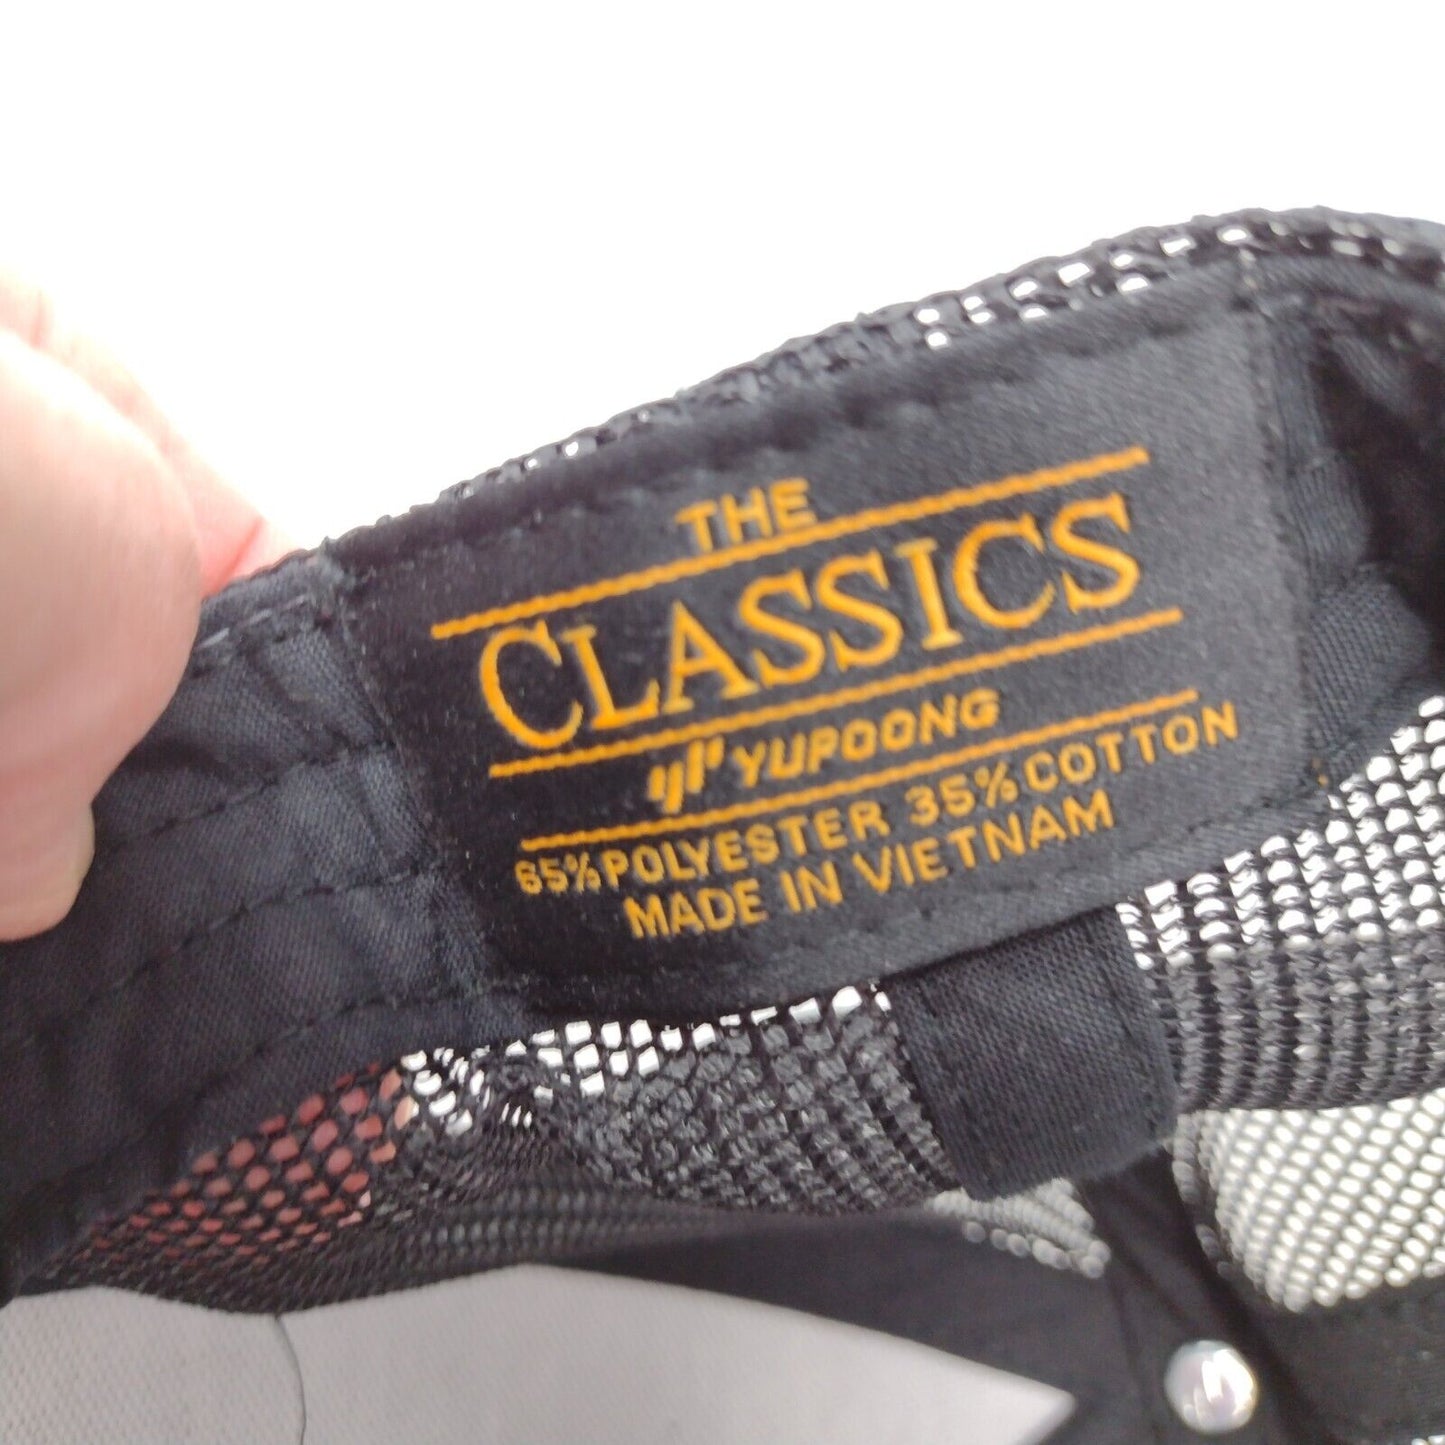 THE
CLASSICS
YUPOONG
65% POLYESTER 35% COTTON
MADE IN VIETNAM